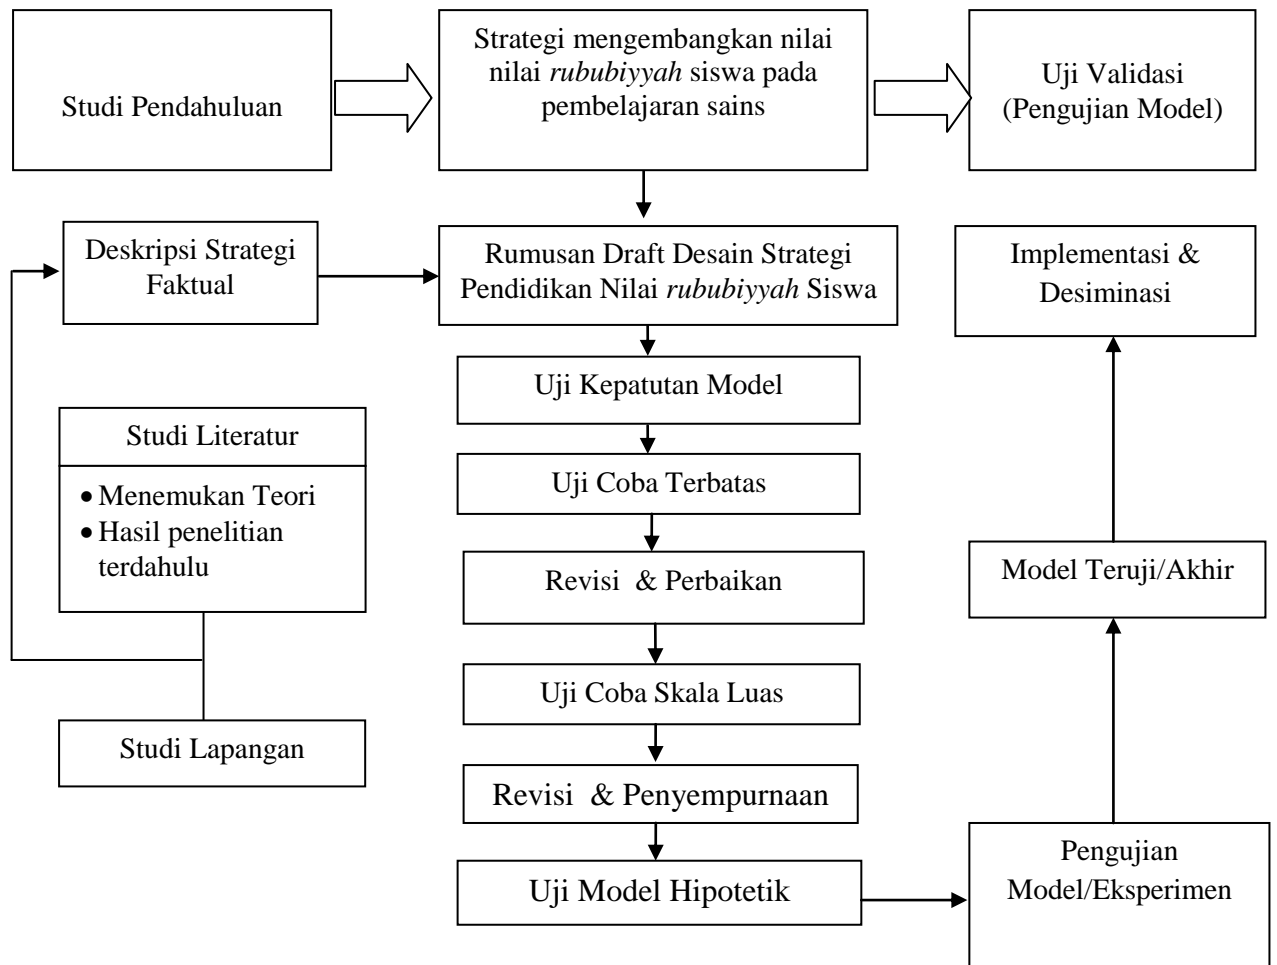 Studi Pendahuluan
Strategi mengembangkan nilai
nilai rububiyyah siswa pada
pembelajaran sains
Uji Validasi
(Pengujian Model)
Deskripsi Strategi
Faktual
Rumusan Draft Desain Strategi
Pendidikan Nilai rububiyyah Siswa
Implementasi &
Desiminasi
Uji Kepatutan Model
Studi Literatur
• Menemukan Teori
• Hasil penelitian
terdahulu
Uji Coba Terbatas
Revisi & Perbaikan
Model Teruji/Akhir
Uji Coba Skala Luas
Studi Lapangan
Revisi & Penyempurnaan
Uji Model Hipotetik
Pengujian
Model/Eksperimen